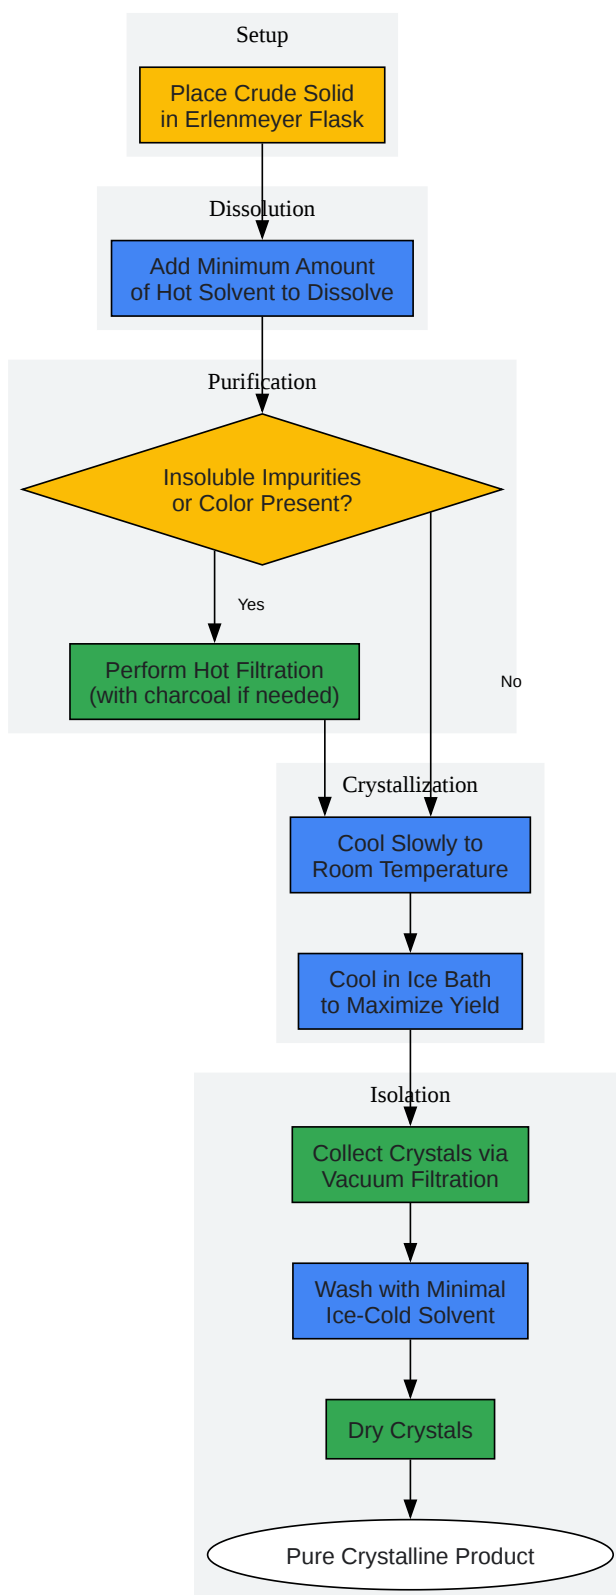 Setup
Place Crude Solid
in Erlenmeyer Flask
Dissolution
Add Minimum Amount
of Hot Solvent to Dissolve
Purification
Insoluble Impurities
or Color Present?
Yes
Perform Hot Filtration
(with charcoal if needed)
No
Crystallization
Cool Slowly to
Room Temperature
Cool in Ice Bath
to Maximize Yield
Isolation
Collect Crystals via
Vacuum Filtration
Wash with Minimal
Ice-Cold Solvent
Dry Crystals
Pure Crystalline Product